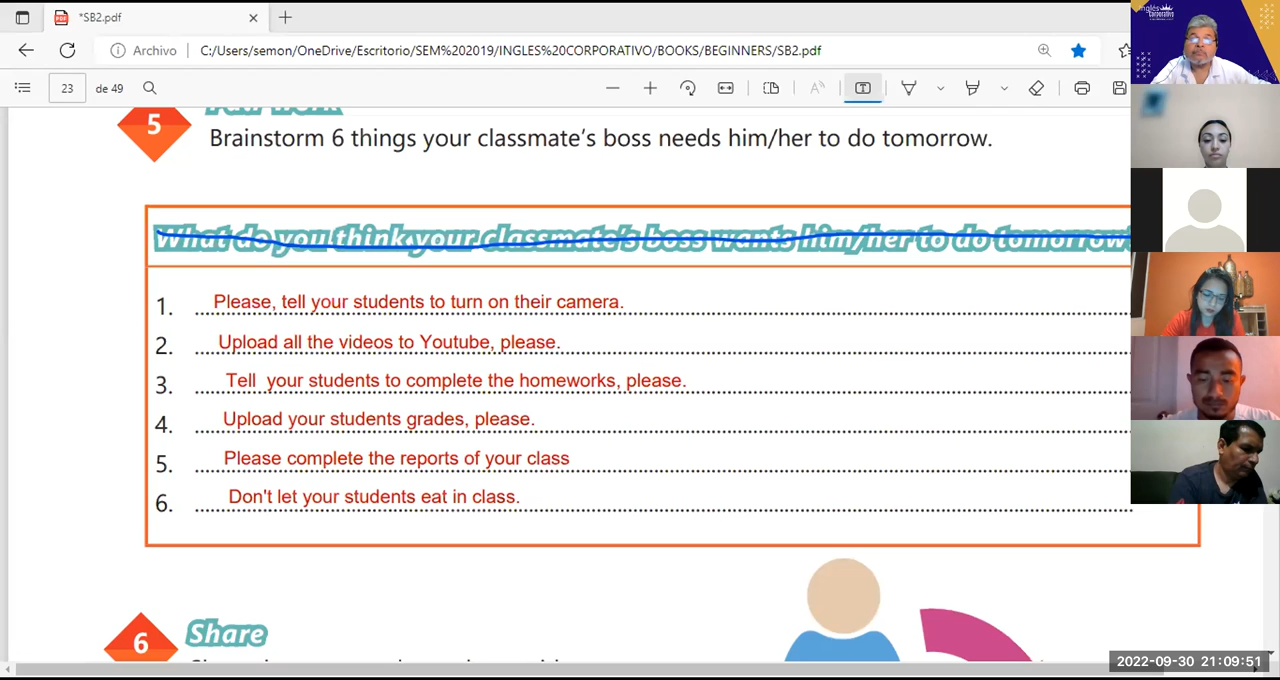 *SB2.pdf
Archivo C:/Users/semon/OneDrive/Escritorio/SEM%202019/INGLES%20CORPORATIVO/BOOKS/BEGINNERS/SB2.pdf
23 de 49
5
Brainstorm 6 things your classmate's boss needs him/her to do tomorrow.
What do you think your classmate's boss wants him/her to do tomorrow
1. Please, tell your students to turn on their camera.
2. Upload all the videos to Youtube, please.
3. Tell your students to complete the homeworks, please.
4. Upload your students grades, please.
5. Please complete the reports of your class
6. Don't let your students eat in class.
6 Share
2022-09-30 21:09:51